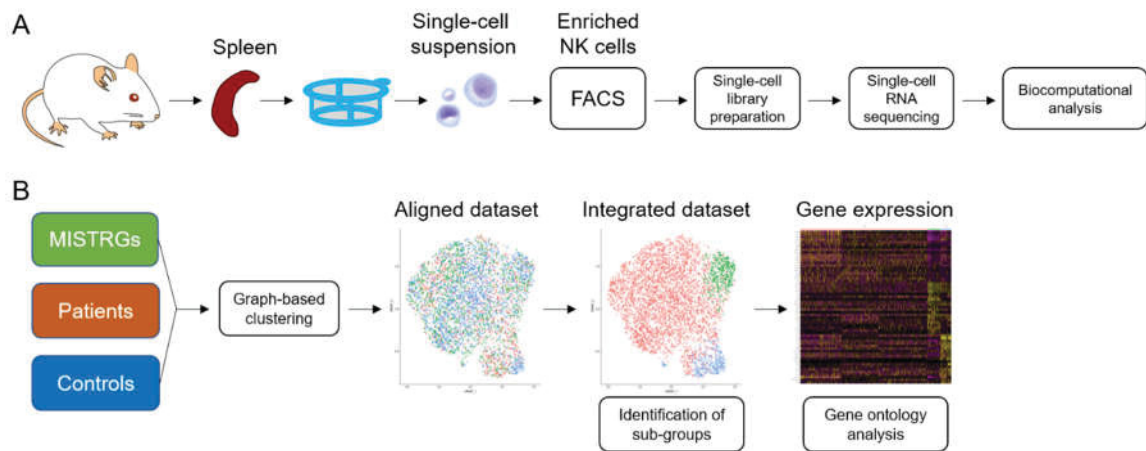 A
Spleen
Single-cell
suspension
Enriched
NK cells
FACS
Single-cell
library
preparation
Single-cell
RNA
sequencing
Biocomputational
analysis
B
MISTRGs
Patients
Controls
Graph-based
clustering
Aligned dataset
Integrated dataset
Identification of
sub-groups
Gene expression
Gene ontology
analysis